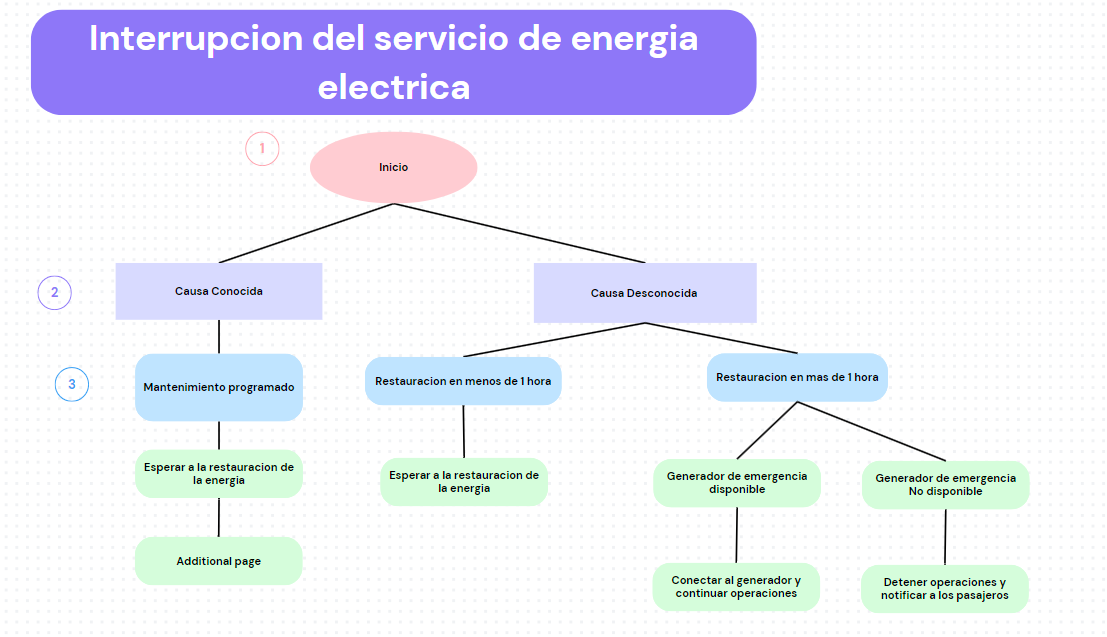 Interrupcion del servicio de energia
electrica
1
Inicio
2
Causa Conocida
Causa Desconocida
3
Mantenimiento programado
Restauracion en menos de 1 hora
Restauracion en mas de 1 hora
Esperar a la restauracion de
la energia
Esperar a la restauracion de
la energia
Generador de emergencia
disponible
Generador de emergencia
No disponible
Additional page
Conectar al generador y
continuar operaciones
Detener operaciones y
notificar a los pasajeros